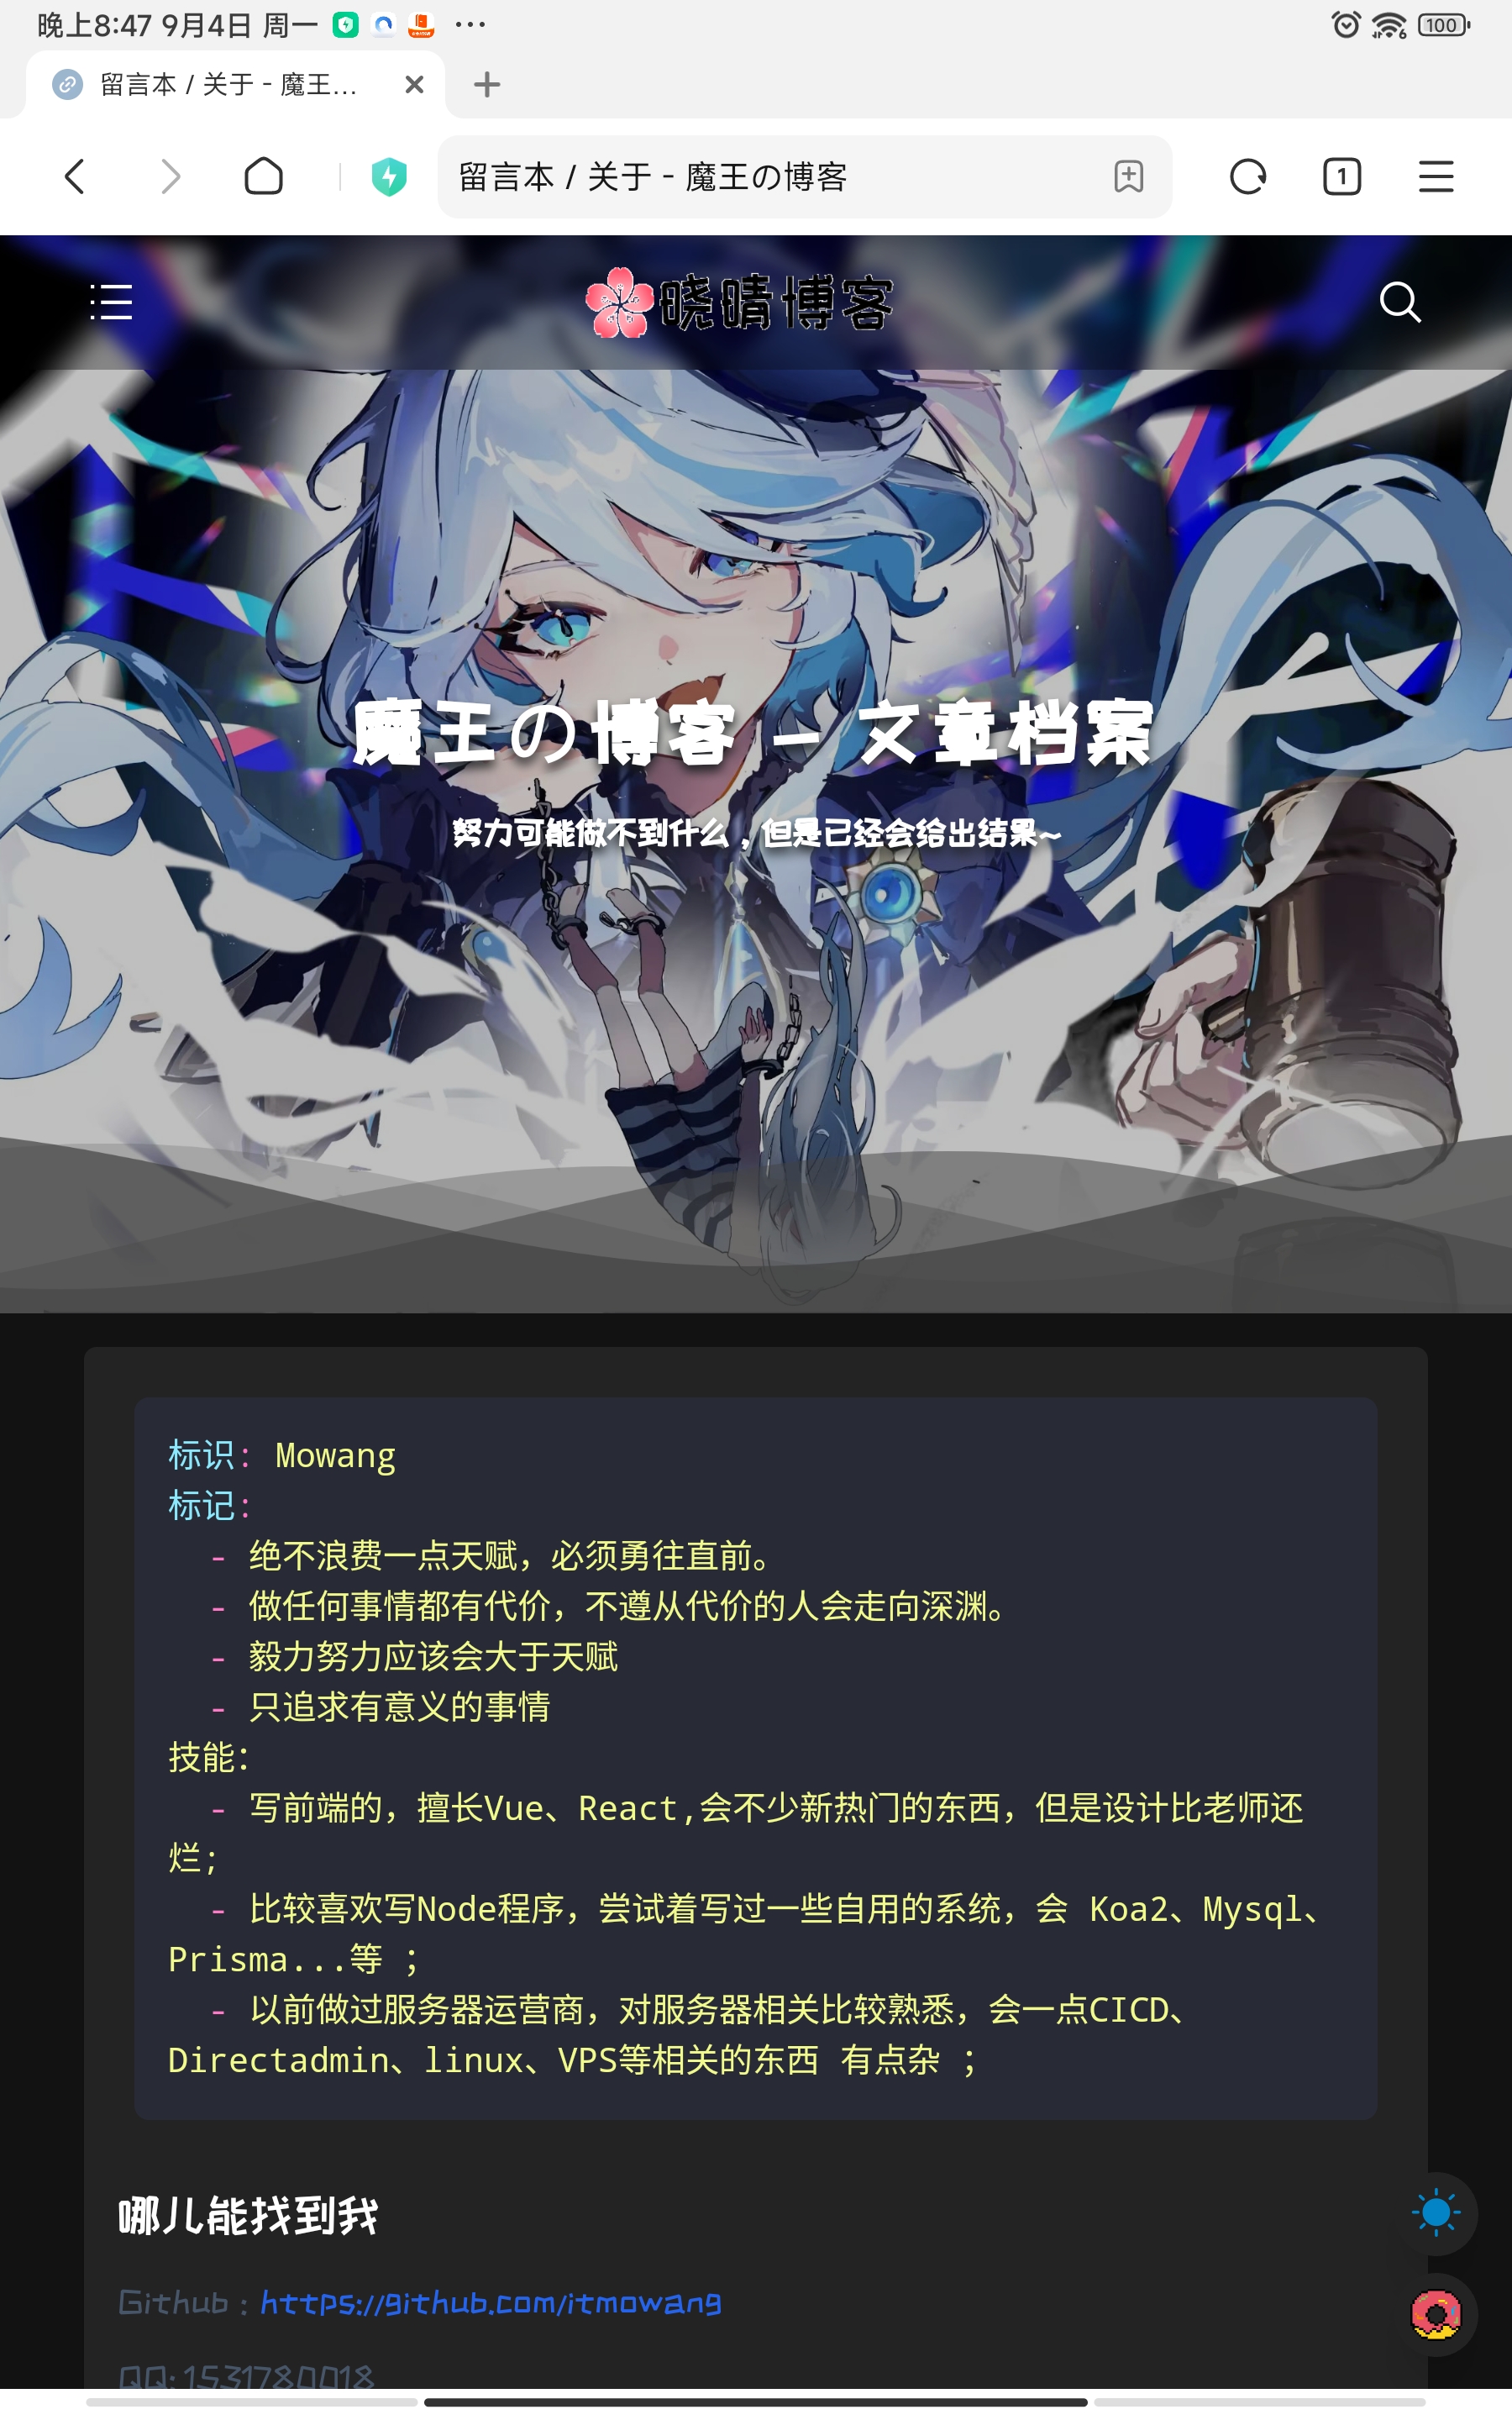 晚上8:47 9月4日 周一
100
留言本 / 关于 - 魔王...
留言本 / 关于 - 魔王の博客
1
晓晴博客
魔王の博客 - 文章档案
努力可能做不到什么，但是已经会给出结果~
标识: Mowang
标记:
- 绝不浪费一点天赋，必须勇往直前。
- 做任何事情都有代价，不遵从代价的人会走向深渊。
- 毅力努力应该会大于天赋
- 只追求有意义的事情
技能:
- 写前端的，擅长Vue、React,会不少新热门的东西，但是设计比老师还
烂;
- 比较喜欢写Node程序，尝试着写过一些自用的系统，会 Koa2、Mysql、
Prisma...等 ;
- 以前做过服务器运营商，对服务器相关比较熟悉，会一点CICD、
Directadmin、linux、VPS等相关的东西 有点杂 ;
哪儿能找到我
Github : https://github.com/itmowang
QQ: 1531780018